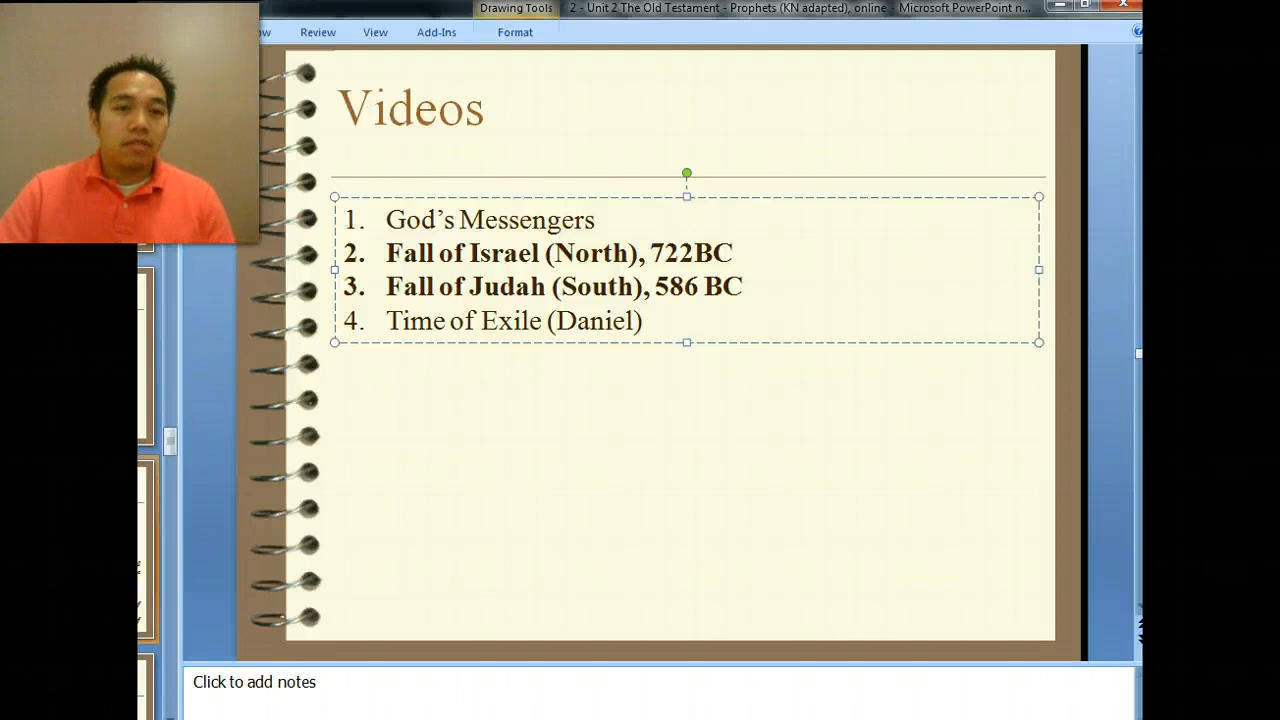 Drawing Tools
2 - Unit 2 The Old Testament - Prophets (KN adapted), online - Microsoft PowerPoint n...
Review View Add-Ins Format
Videos
1. God’s Messengers
2. Fall of Israel (North), 722BC
3. Fall of Judah (South), 586 BC
4. Time of Exile (Daniel)
Click to add notes